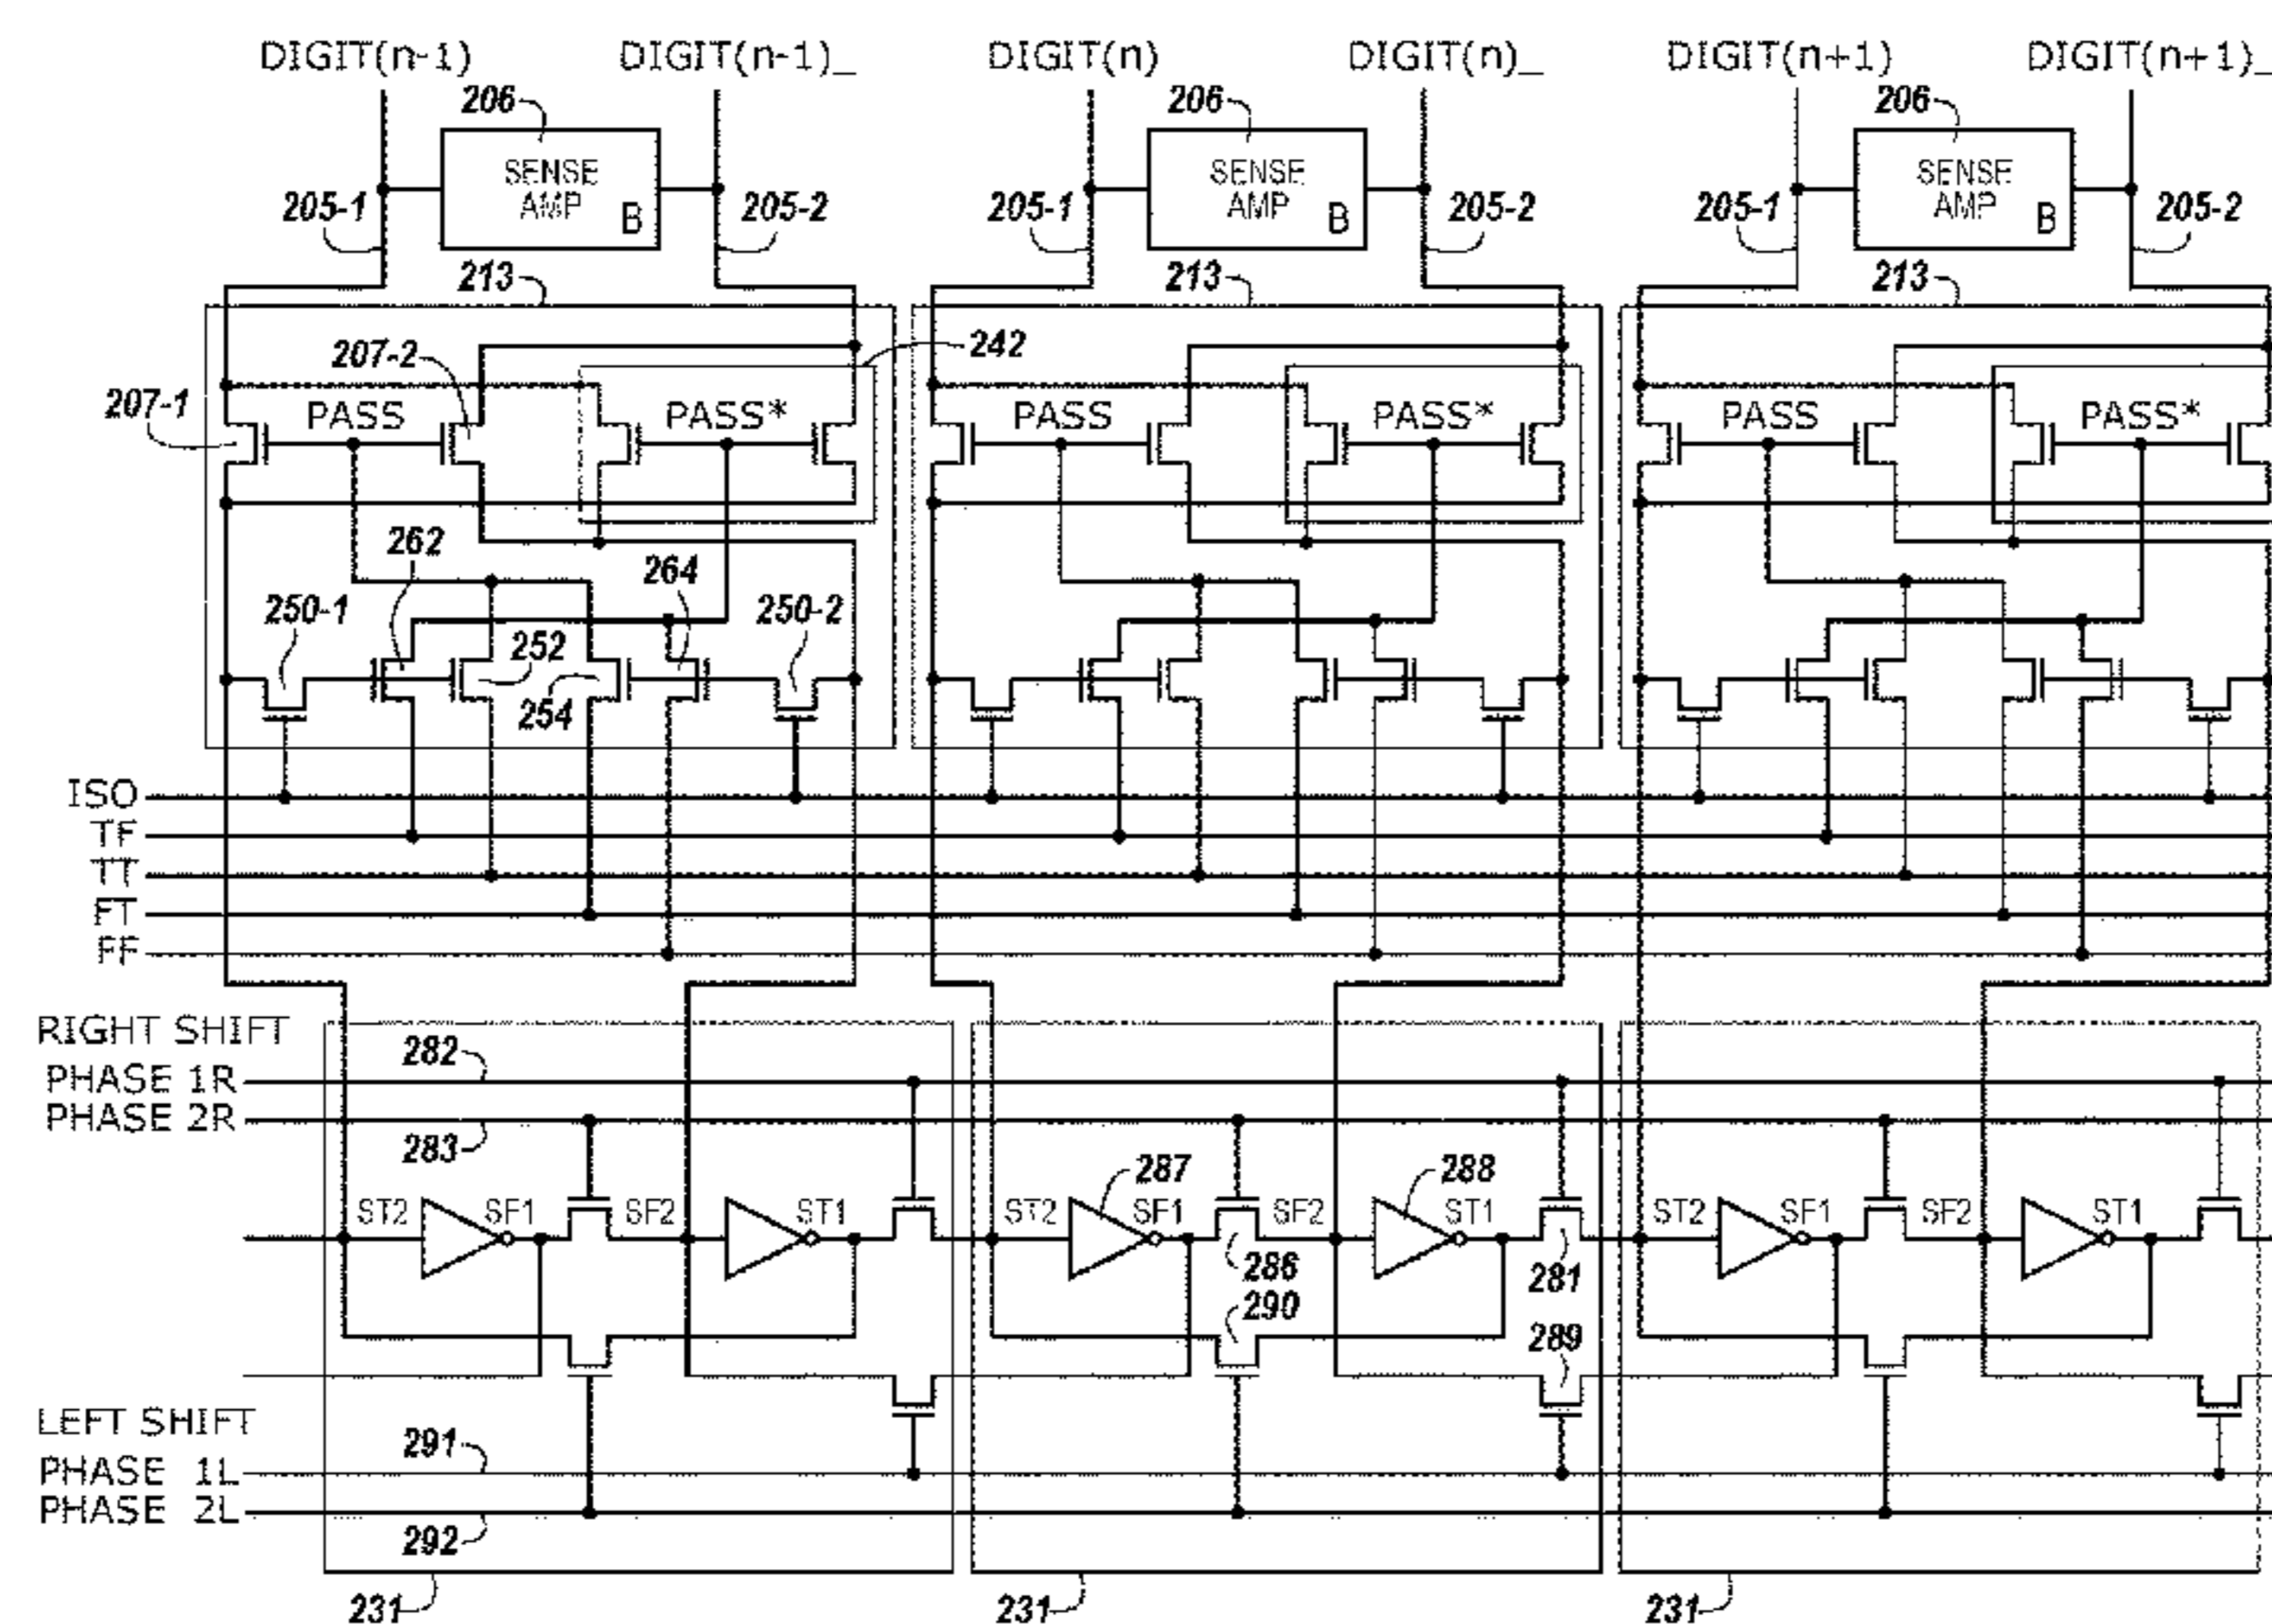 DIGIT(n-1) DIGIT(n-1)_ DIGIT(n) DIGIT(n)_ DIGIT(n+1) DIGIT(n+1)_
206 206 206
SENSE SENSE SENSE
AMP AMP AMP
B B B
205-1 205-2 205-1 205-2 205-1 205-2
213 213 213
207-2 242
207-1 PASS PASS* PASS PASS* PASS PASS*
262 264
250-1 252 250-2
254
ISO
TF
TT
FT
FF
RIGHT SHIFT
282
PHASE 1R
PHASE 2R
283
287 288
ST2 SF1 SF2 ST1 ST2 SF1 SF2 ST1 ST2 SF1 SF2 ST1
286 281
290
289
LEFT SHIFT
291
PHASE 1L
PHASE 2L
292
231 231 231